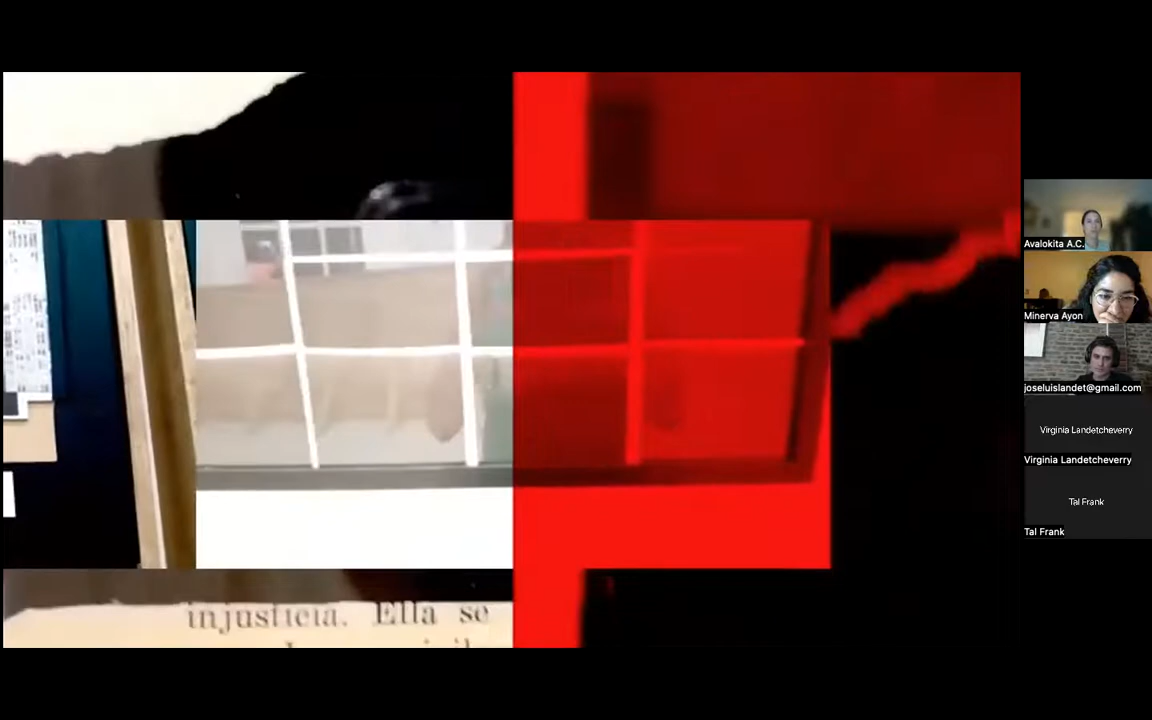 injusticia. Ella se
Avalokita A.C.
Minerva Ayon
joseluislandet@gmail.com
Virginia Landetcheverry
Virginia Landetcheverry
Tal Frank
Tal Frank